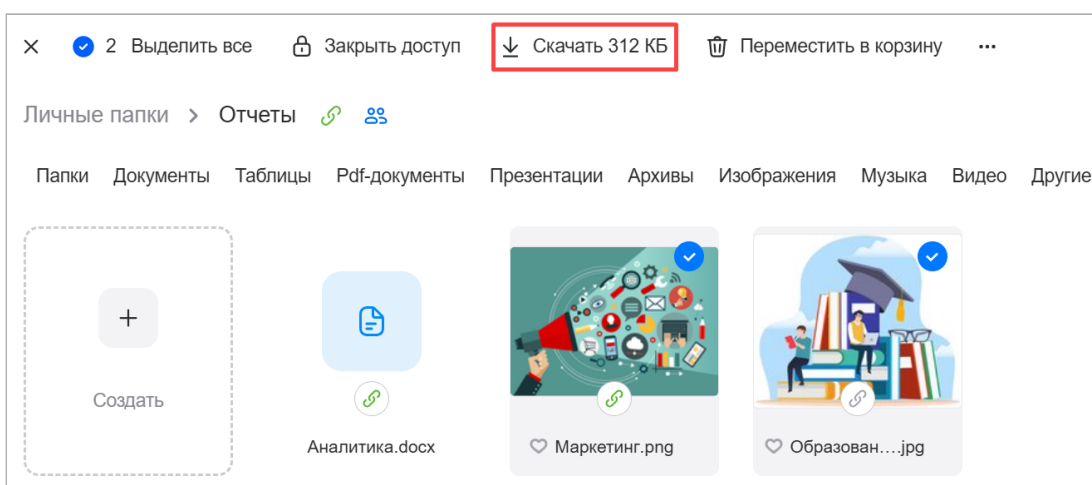 2 Выделить все Закрыть доступ Скачать 312 КБ Переместить в корзину ...
Личные папки > Отчеты
Папки Документы Таблицы Pdf-документы Презентации Архивы Изображения Музыка Видео Другие
Создать
Аналитика.docx Маркетинг.png Образован….jpg